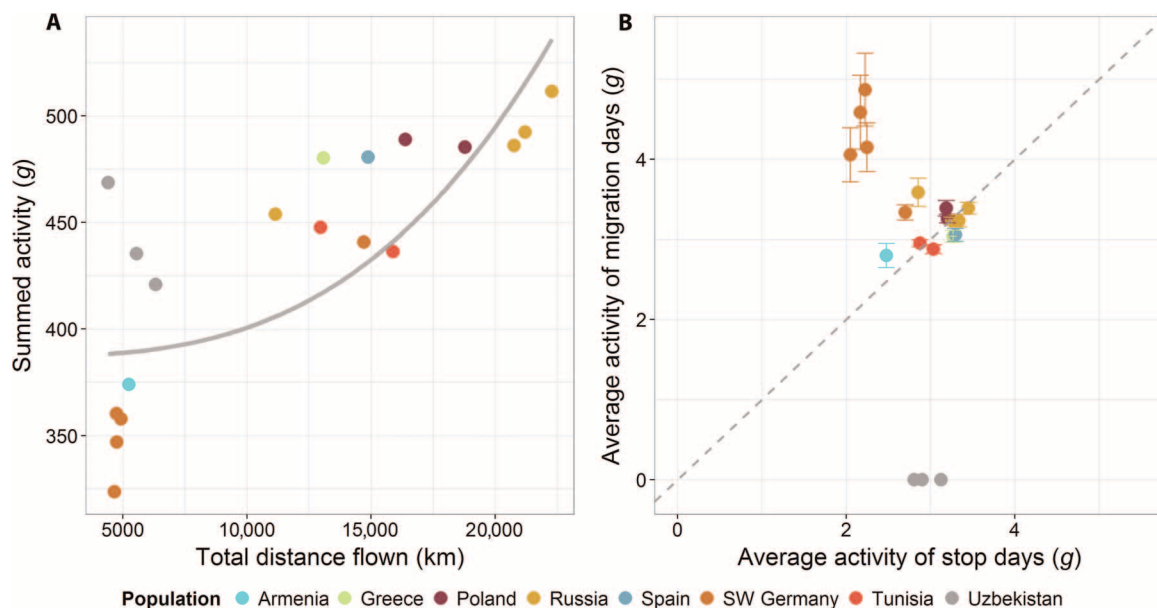 A
Summed activity (g)
500
450
400
350
5000 10,000 15,000 20,000
Total distance flown (km)
B
Average activity of migration days (g)
4
2
0
0 2 4
Average activity of stop days (g)
Population Armenia Greece Poland Russia Spain SW Germany Tunisia Uzbekistan